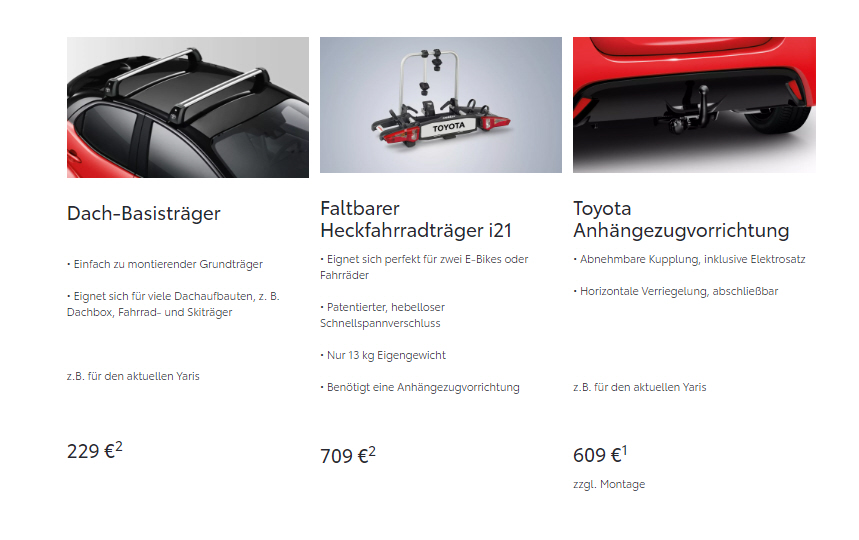 TOYOTA
Dach-Basisträger
• Einfach zu montierender Grundträger
• Eignet sich für viele Dachaufbauten, z. B.
Dachbox, Fahrrad- und Skiträger
z.B. für den aktuellen Yaris
229 €²
Faltbarer
Heckfahrradträger i21
• Eignet sich perfekt für zwei E-Bikes oder
Fahrräder
• Patentierter, hebelloser
Schnellspannverschluss
• Nur 13 kg Eigengewicht
• Benötigt eine Anhängezugvorrichtung
709 €²
Toyota
Anhängezugvorrichtung
• Abnehmbare Kupplung, inklusive Elektrosatz
• Horizontale Verriegelung, abschließbar
z.B. für den aktuellen Yaris
609 €¹
zzgl. Montage